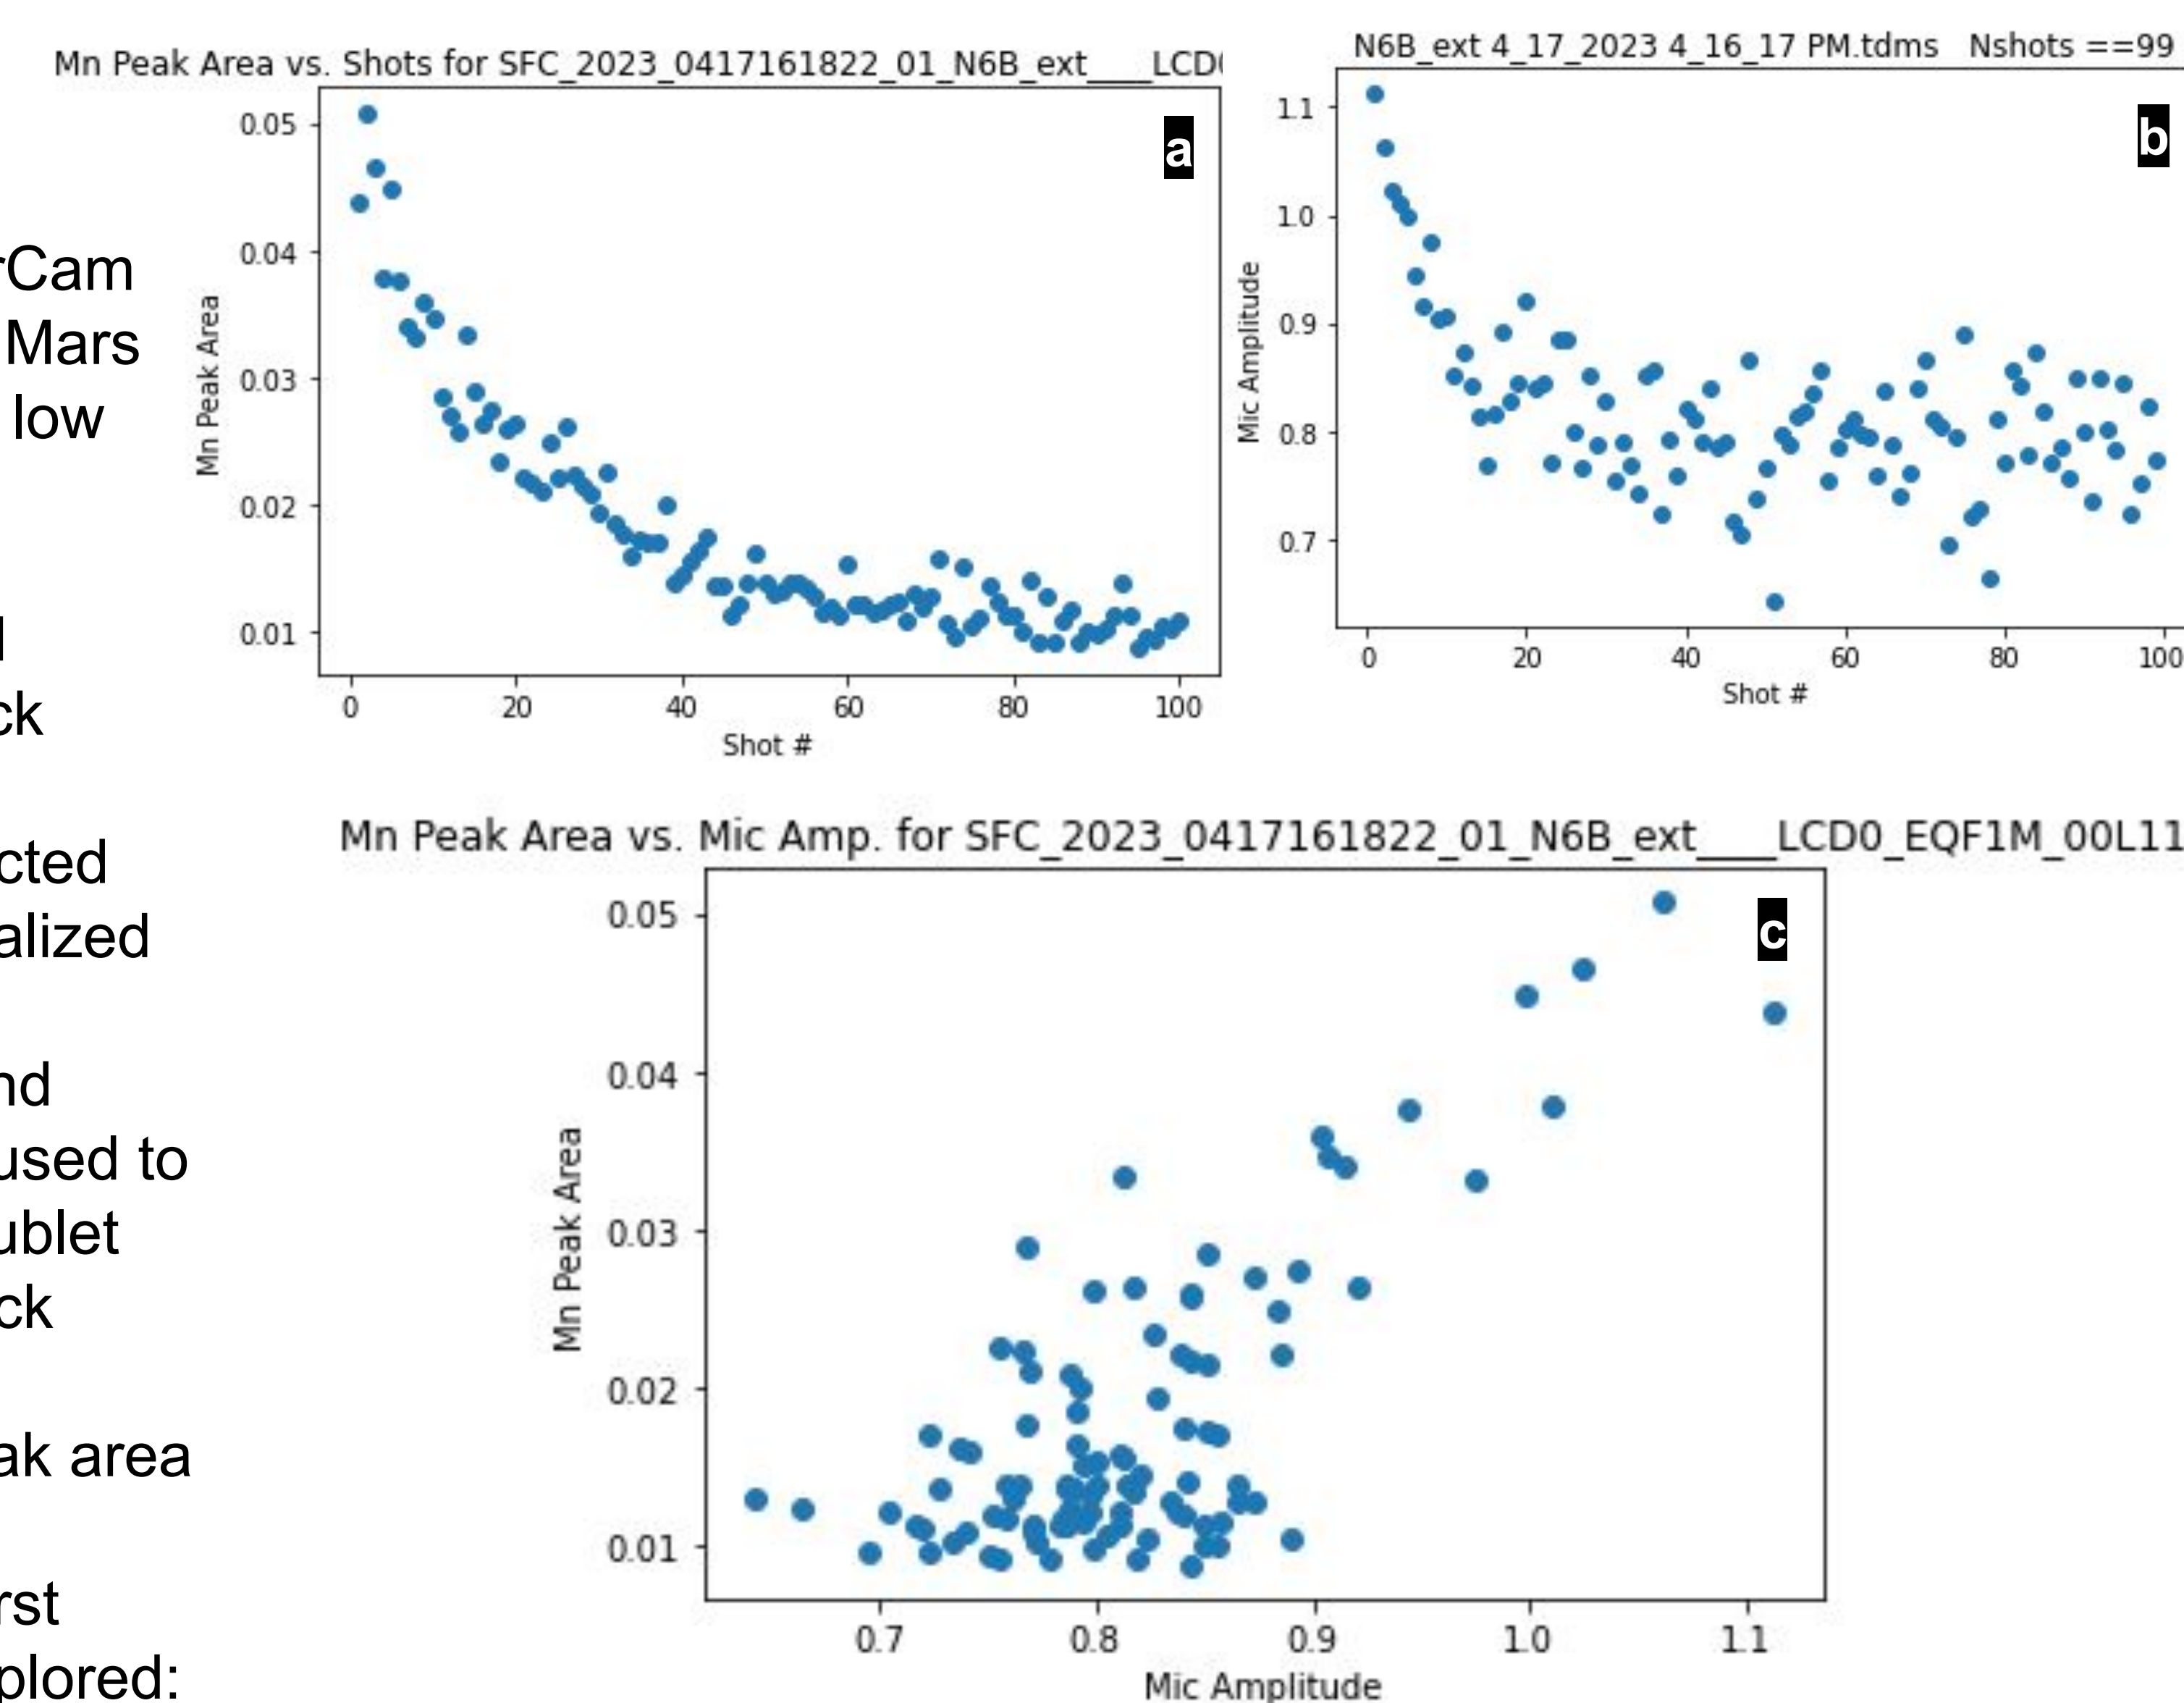 rCam
Mars
low
ck
cted
alized
nd
used to
ublet
ck
ak area
rst
plored:
Mn Peak Area vs. Shots for SFC_2023_0417161822_01_N6B_ext____LCD0
a
0.05
0.04
0.03
0.02
0.01
Mn Peak Area
0 20 40 60 80 100
Shot #
N6B_ext 4_17_2023 4_16_17 PM.tdms Nshots ==99
b
1.1
1.0
0.9
0.8
0.7
Mic Amplitude
0 20 40 60 80 100
Shot #
Mn Peak Area vs. Mic Amp. for SFC_2023_0417161822_01_N6B_ext____LCD0_EQF1M_00L11
c
0.05
0.04
0.03
0.02
0.01
Mn Peak Area
0.7 0.8 0.9 1.0 1.1
Mic Amplitude